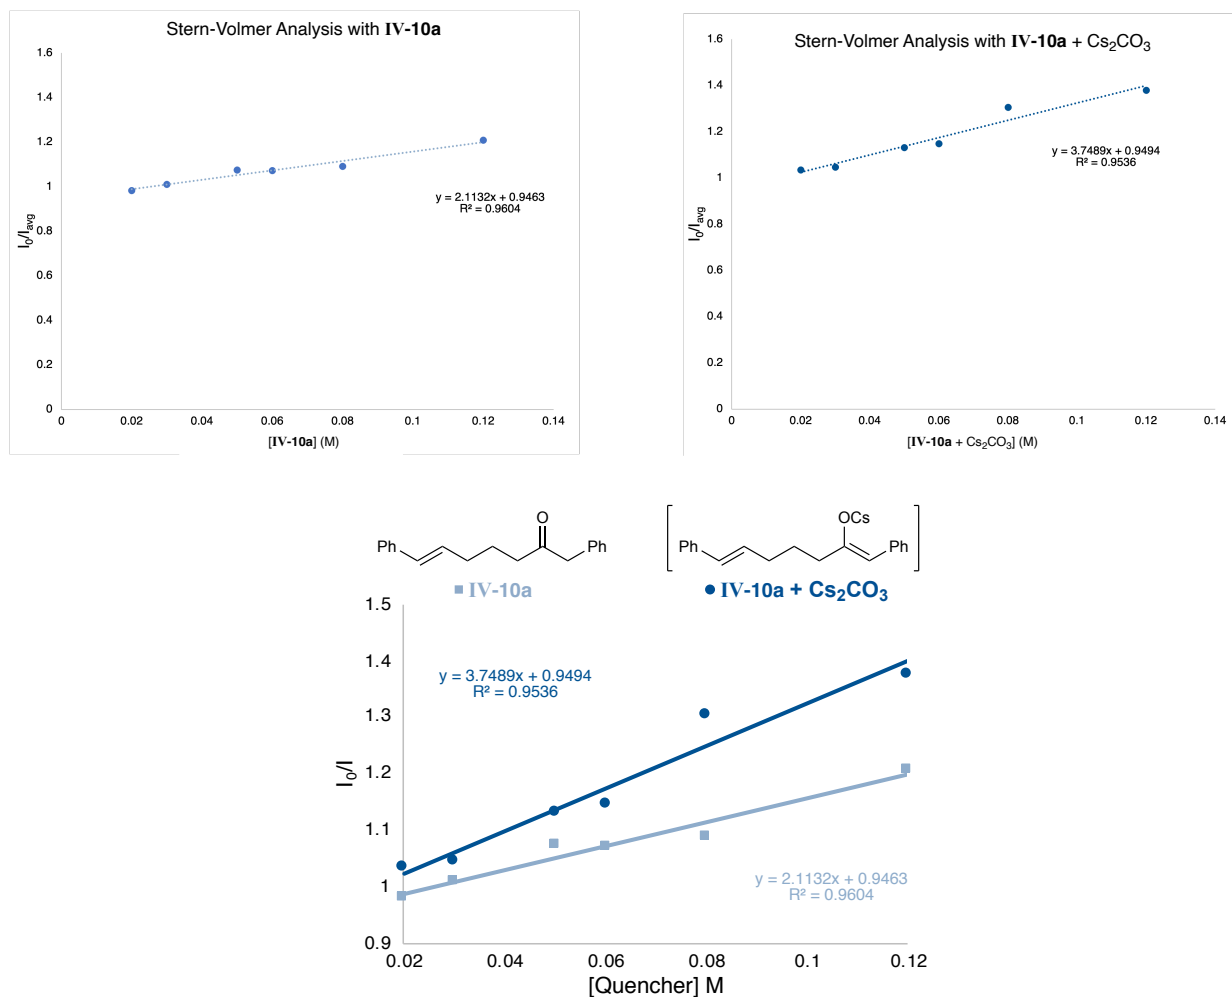 Stern-Volmer Analysis with IV-10a
1.6
1.4
1.2
1
0.8
0.6
0.4
0.2
0
I₀/Iavg
y = 2.1132x + 0.9463
R² = 0.9604
0 0.02 0.04 0.06 0.08 0.1 0.12 0.14
[IV-10a] (M)
Stern-Volmer Analysis with IV-10a + Cs₂CO₃
1.6
1.4
1.2
1
0.8
0.6
0.4
0.2
0
I₀/Iavg
y = 3.7489x + 0.9494
R² = 0.9536
0 0.02 0.04 0.06 0.08 0.1 0.12 0.14
[IV-10a + Cs₂CO₃] (M)
O
Ph Ph
OCs
Ph Ph
IV-10a
IV-10a + Cs₂CO₃
1.5
1.4
1.3
1.2
1.1
1
0.9
I₀/I
y = 3.7489x + 0.9494
R² = 0.9536
y = 2.1132x + 0.9463
R² = 0.9604
0.02 0.04 0.06 0.08 0.1 0.12
[Quencher] M